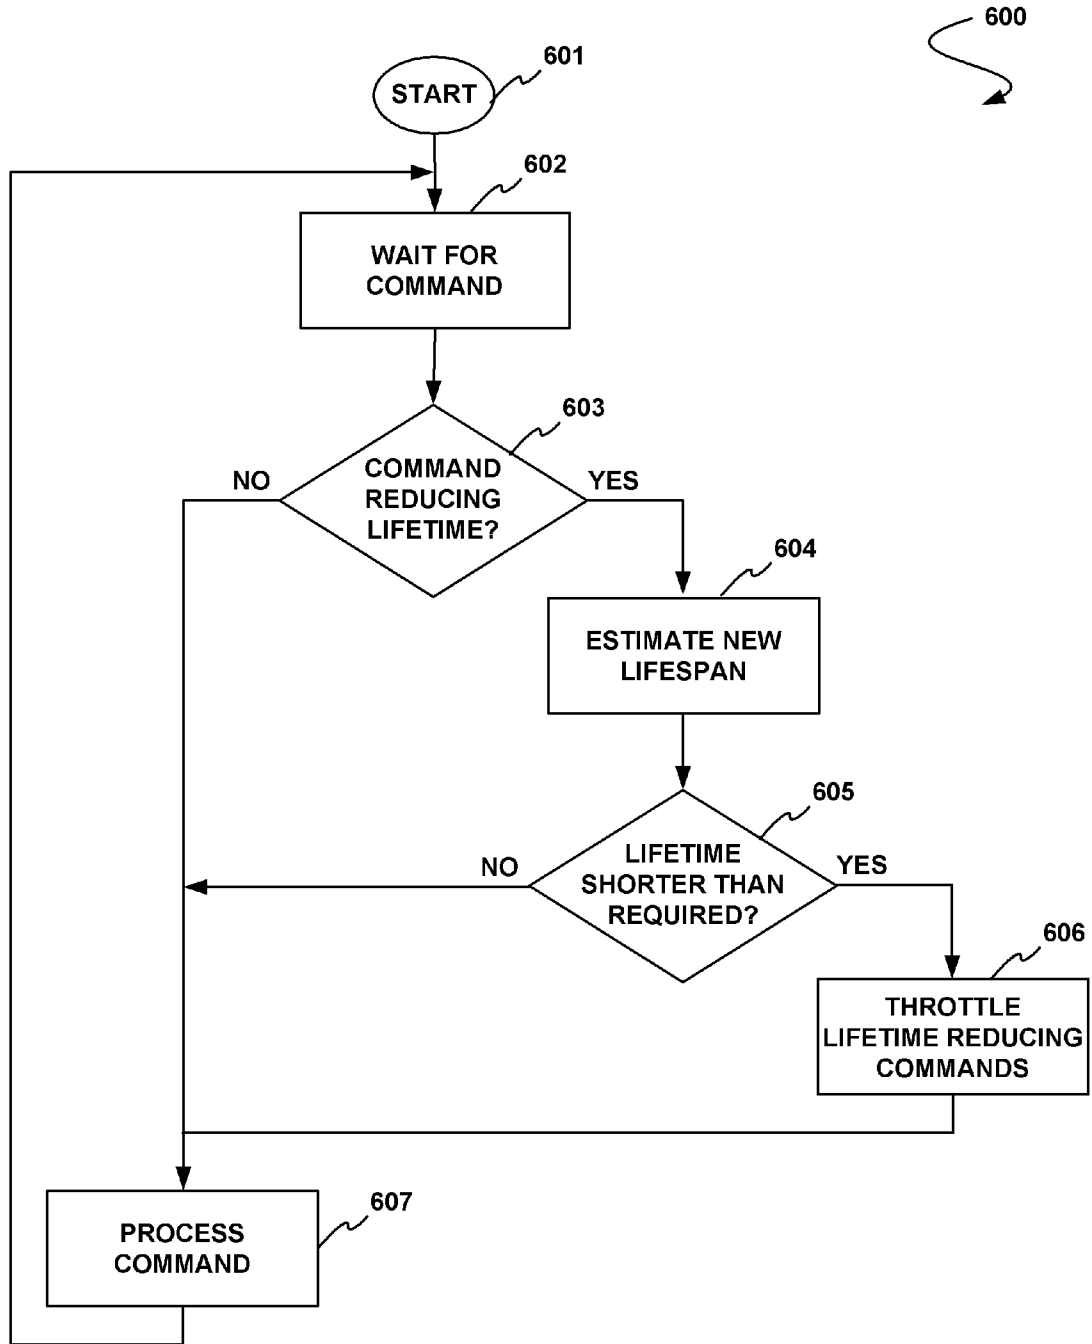 600
601
START
602
WAIT FOR
COMMAND
603
COMMAND
REDUCING
LIFETIME?
NO
YES
604
ESTIMATE NEW
LIFESPAN
605
LIFETIME
SHORTER THAN
REQUIRED?
NO
YES
606
THROTTLE
LIFETIME REDUCING
COMMANDS
607
PROCESS
COMMAND